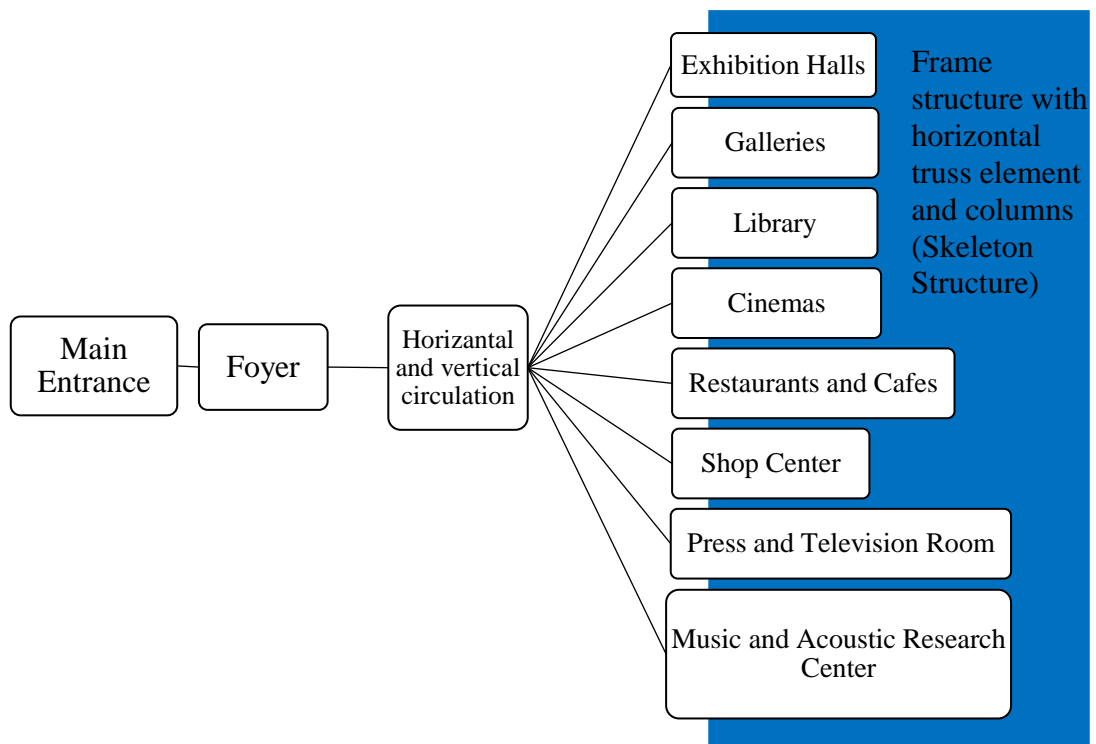 Main
Entrance
Foyer
Horizantal
and vertical
circulation
Exhibition Halls
Galleries
Library
Cinemas
Restaurants and Cafes
Shop Center
Press and Television Room
Music and Acoustic Research
Center
Frame
structure with
horizontal
truss element
and columns
(Skeleton
Structure)